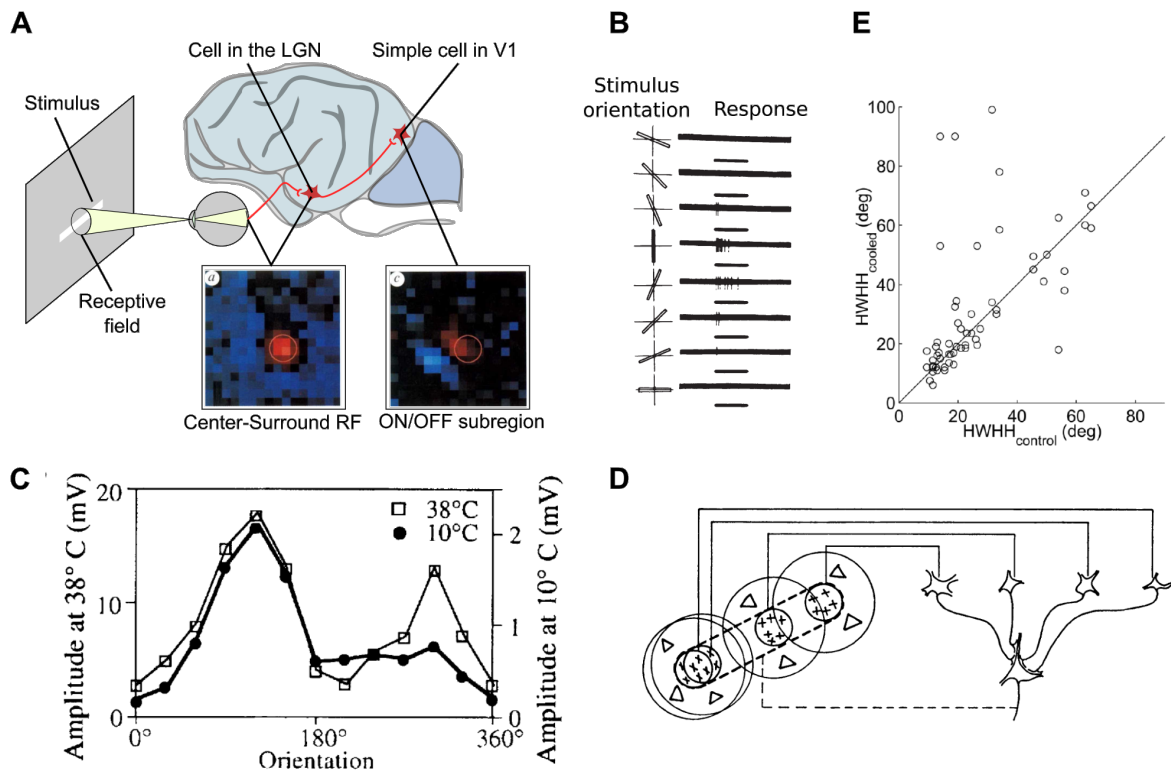 A
Cell in the LGN
Simple cell in V1
Stimulus
Receptive
field
a
c
Center-Surround RF
ON/OFF subregion
B
Stimulus
orientation
Response
E
100
80
60
40
20
0
0
20
40
60
80
HWHH cooled (deg)
HWHH control (deg)
C
20
10
0
Amplitude at 38° C (mV)
38°C
10°C
2
1
0
Amplitude at 10° C (mV)
0°
180°
360°
Orientation
D